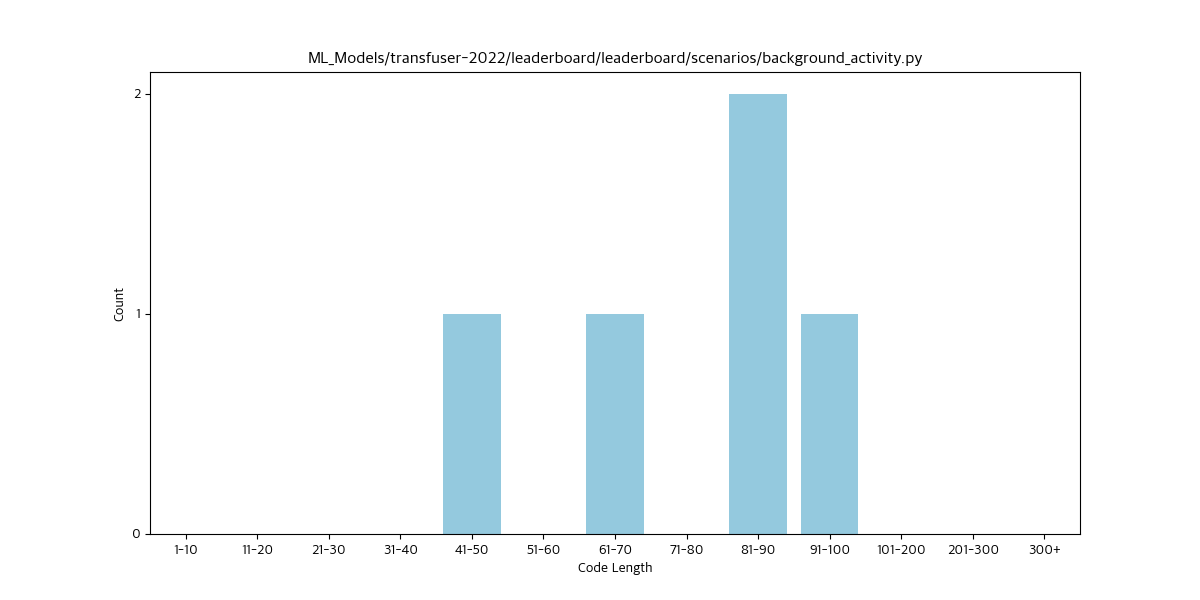 ML_Models/transfuser-2022/leaderboard/leaderboard/scenarios/background_activity.py
2
1
0
Count
1-10 11-20 21-30 31-40 41-50 51-60 61-70 71-80 81-90 91-100 101-200 201-300 300+
Code Length